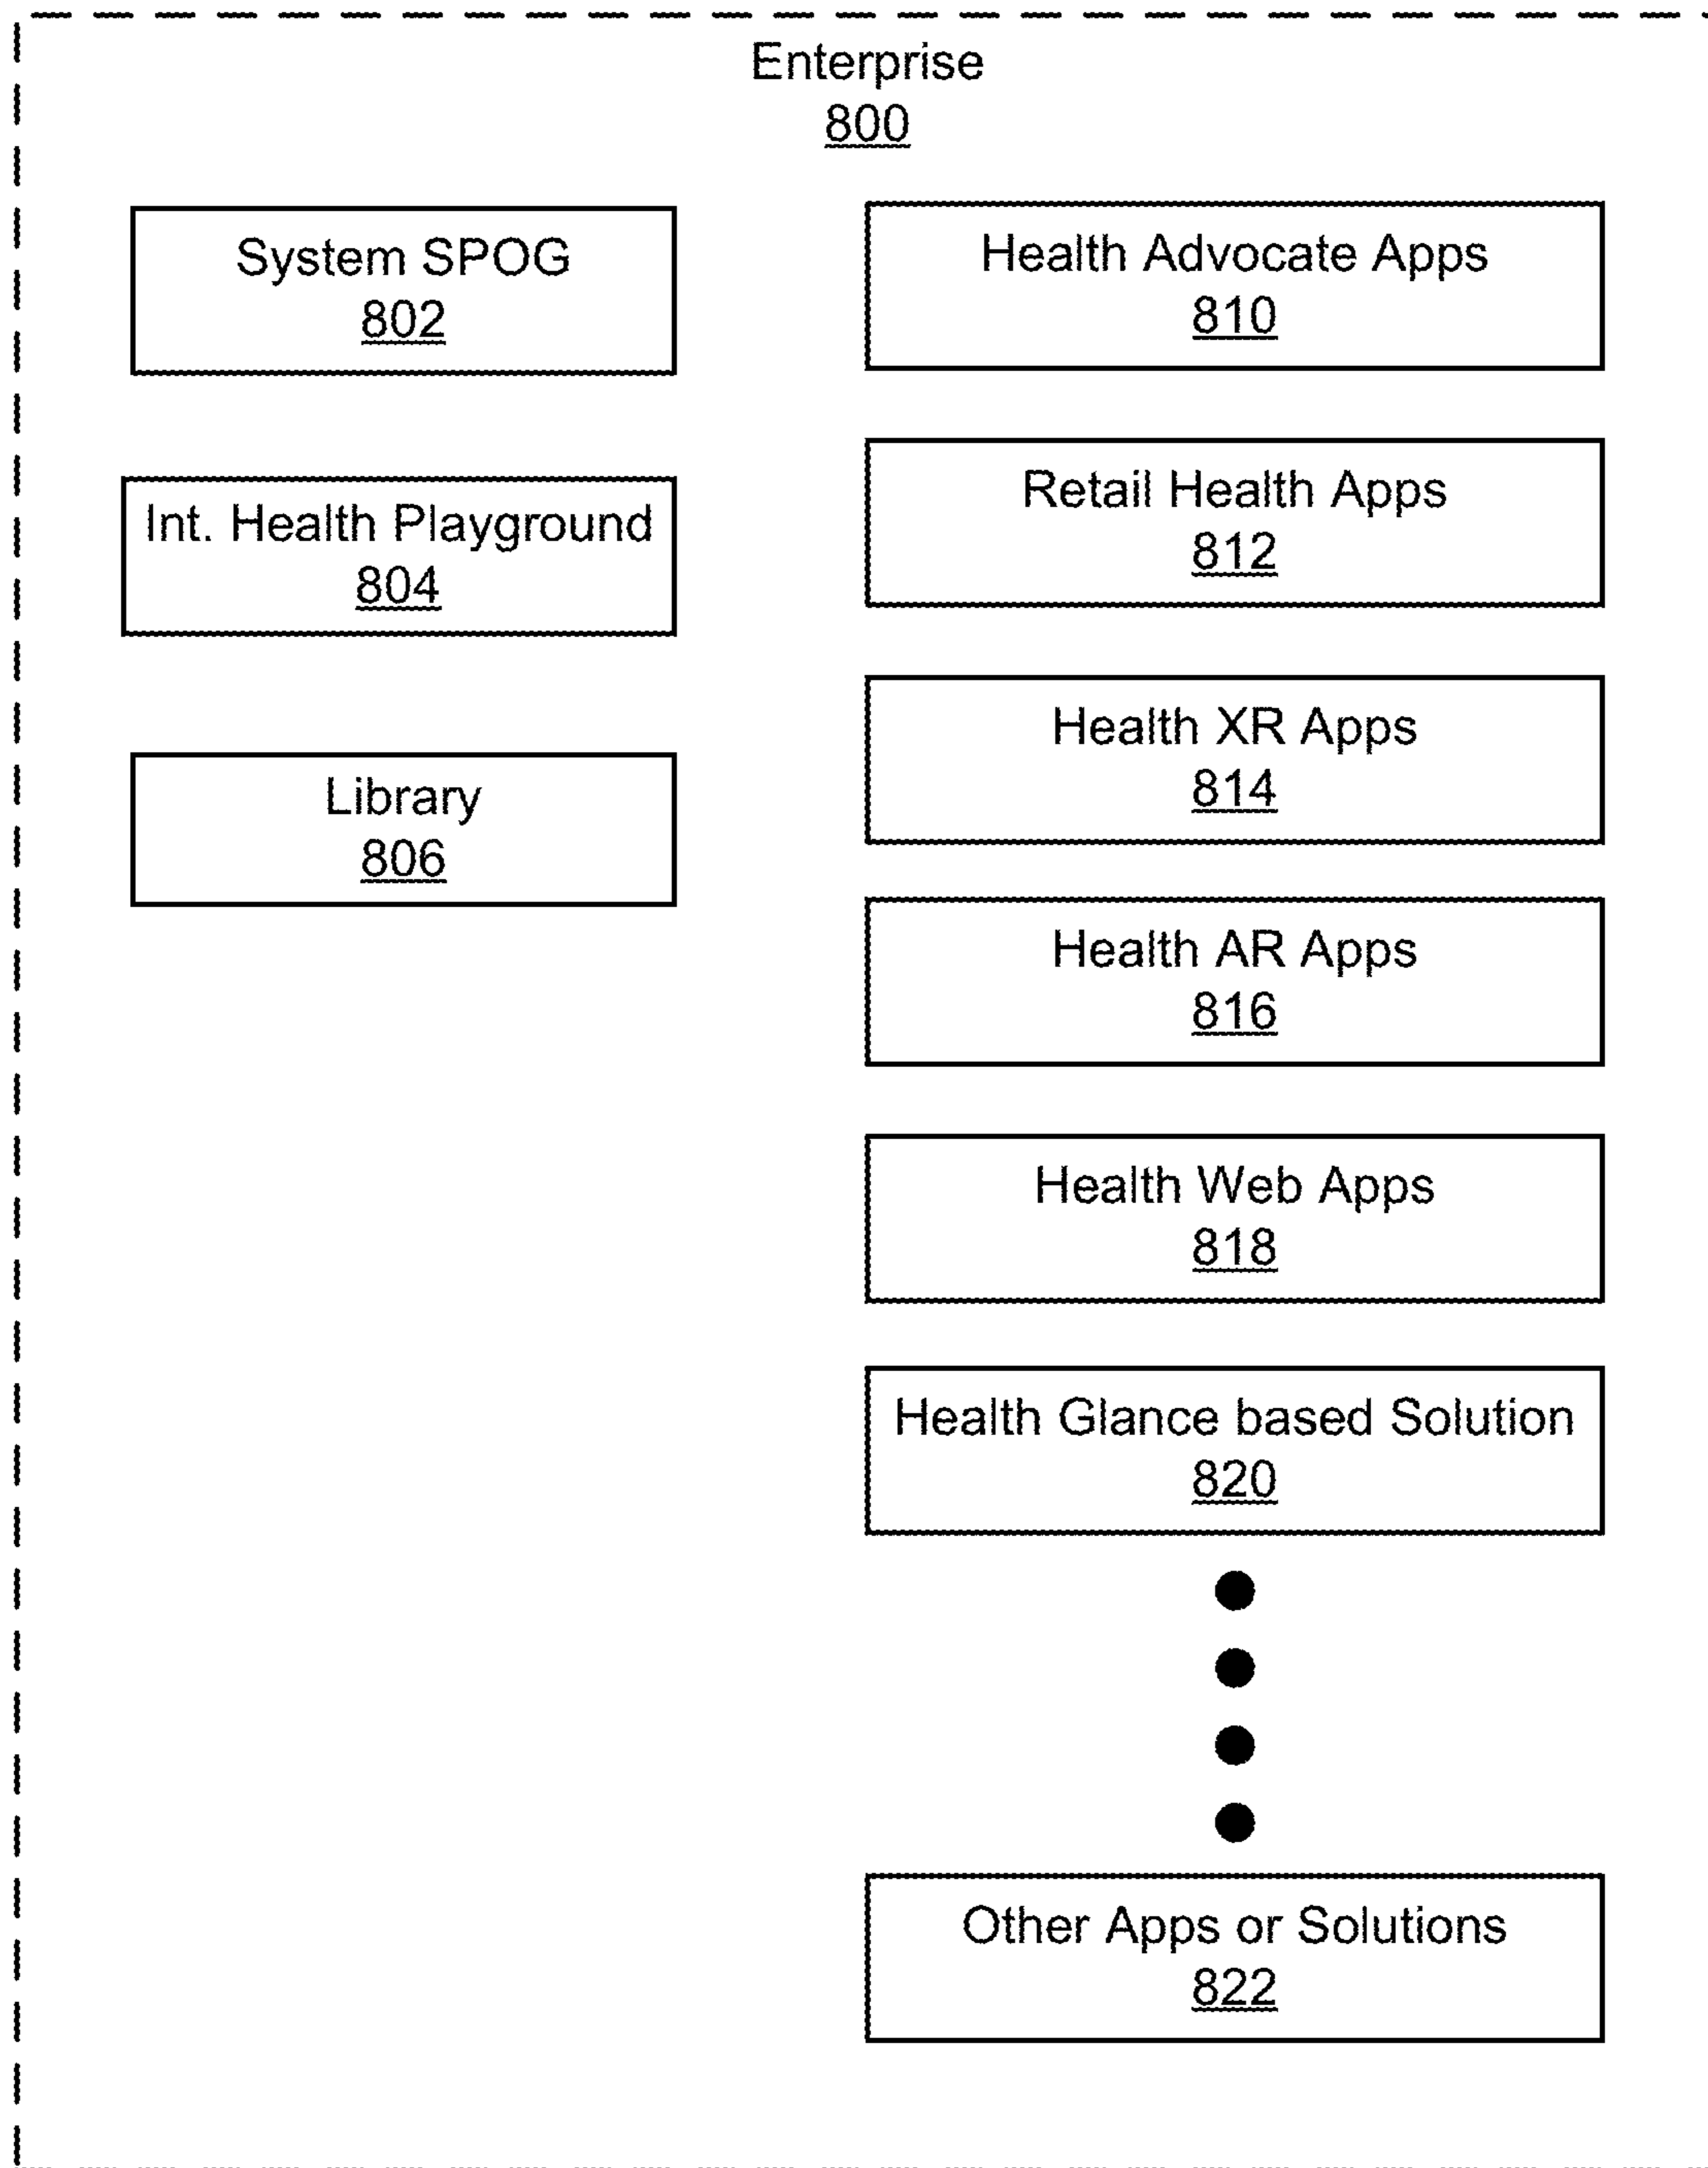 Enterprise
800
System SPOG
802
Int. Health Playground
804
Library
806
Health Advocate Apps
810
Retail Health Apps
812
Health XR Apps
814
Health AR Apps
816
Health Web Apps
818
Health Glance based Solution
820
Other Apps or Solutions
822